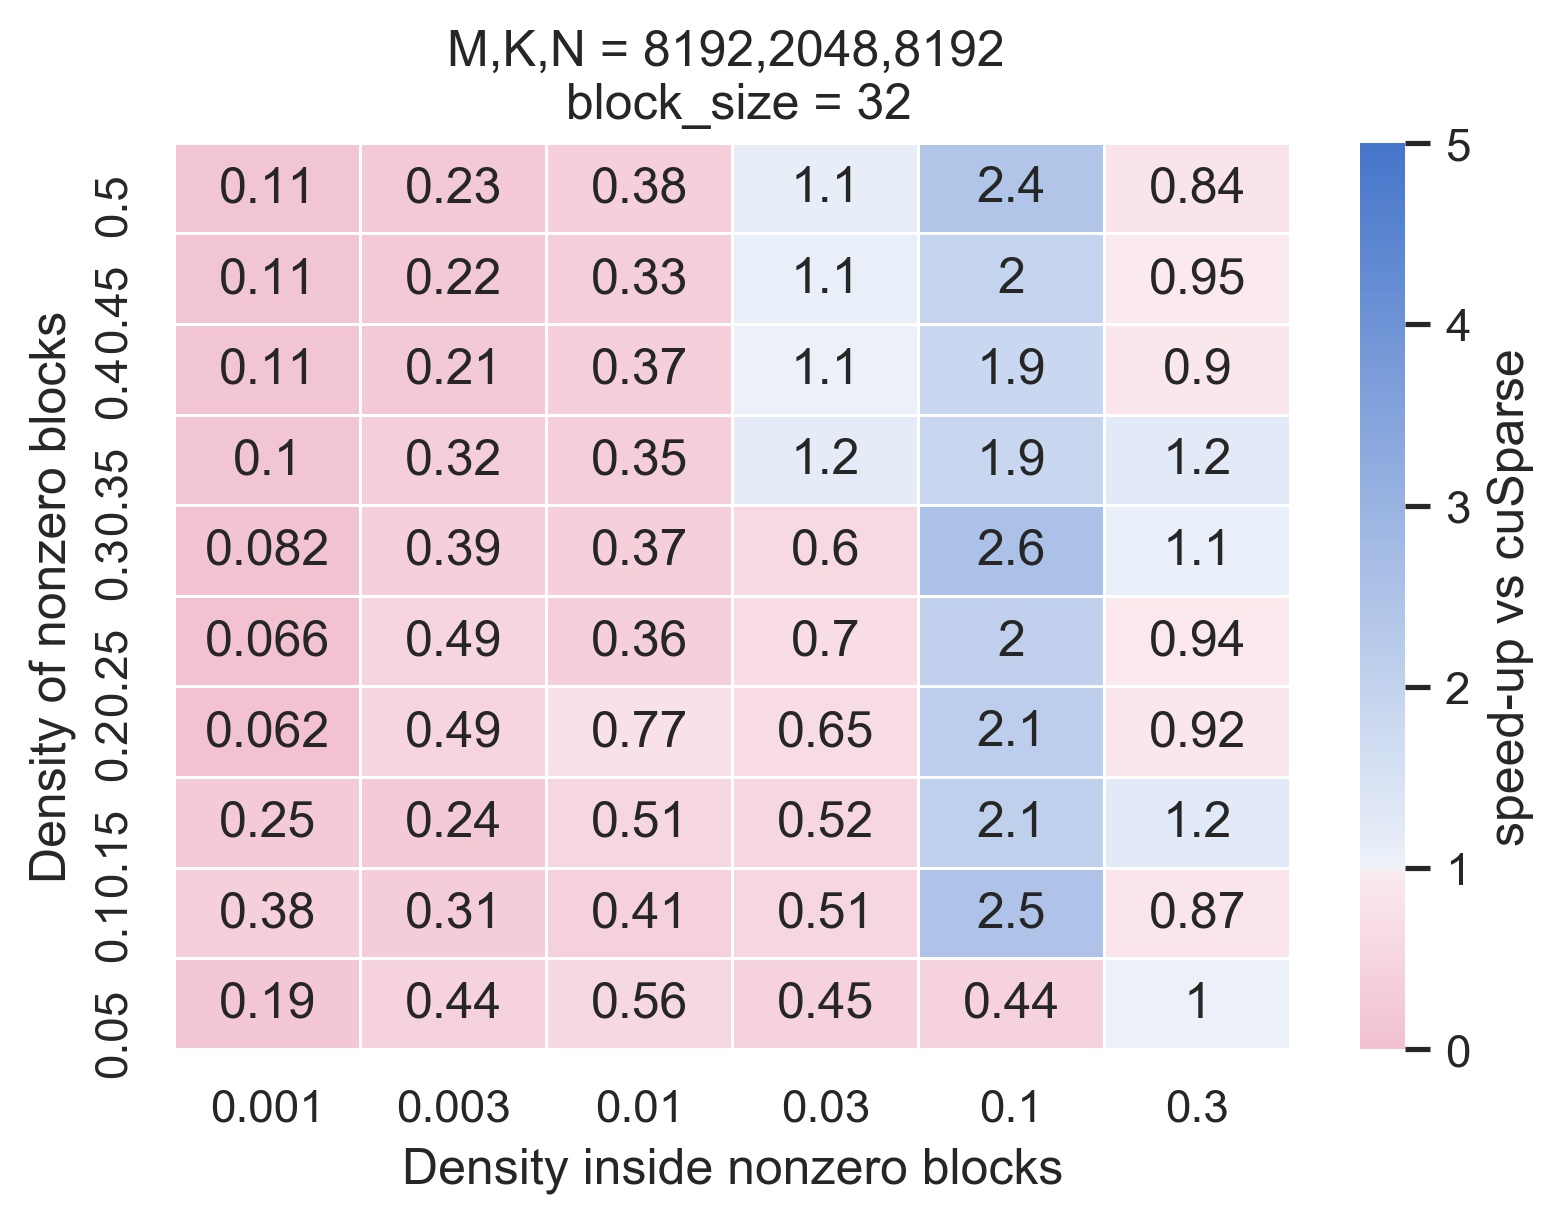 M,K,N = 8192,2048,8192
block_size = 32
Density of nonzero blocks
0.5 0.11 0.23 0.38 1.1 2.4 0.84
0.45 0.11 0.22 0.33 1.1 2 0.95
0.4 0.11 0.21 0.37 1.1 1.9 0.9
0.35 0.1 0.32 0.35 1.2 1.9 1.2
0.3 0.082 0.39 0.37 0.6 2.6 1.1
0.25 0.066 0.49 0.36 0.7 2 0.94
0.2 0.062 0.49 0.77 0.65 2.1 0.92
0.15 0.25 0.24 0.51 0.52 2.1 1.2
0.1 0.38 0.31 0.41 0.51 2.5 0.87
0.05 0.19 0.44 0.56 0.45 0.44 1
0.001 0.003 0.01 0.03 0.1 0.3
Density inside nonzero blocks
5
4
3
2
1
0
speed-up vs cuSparse